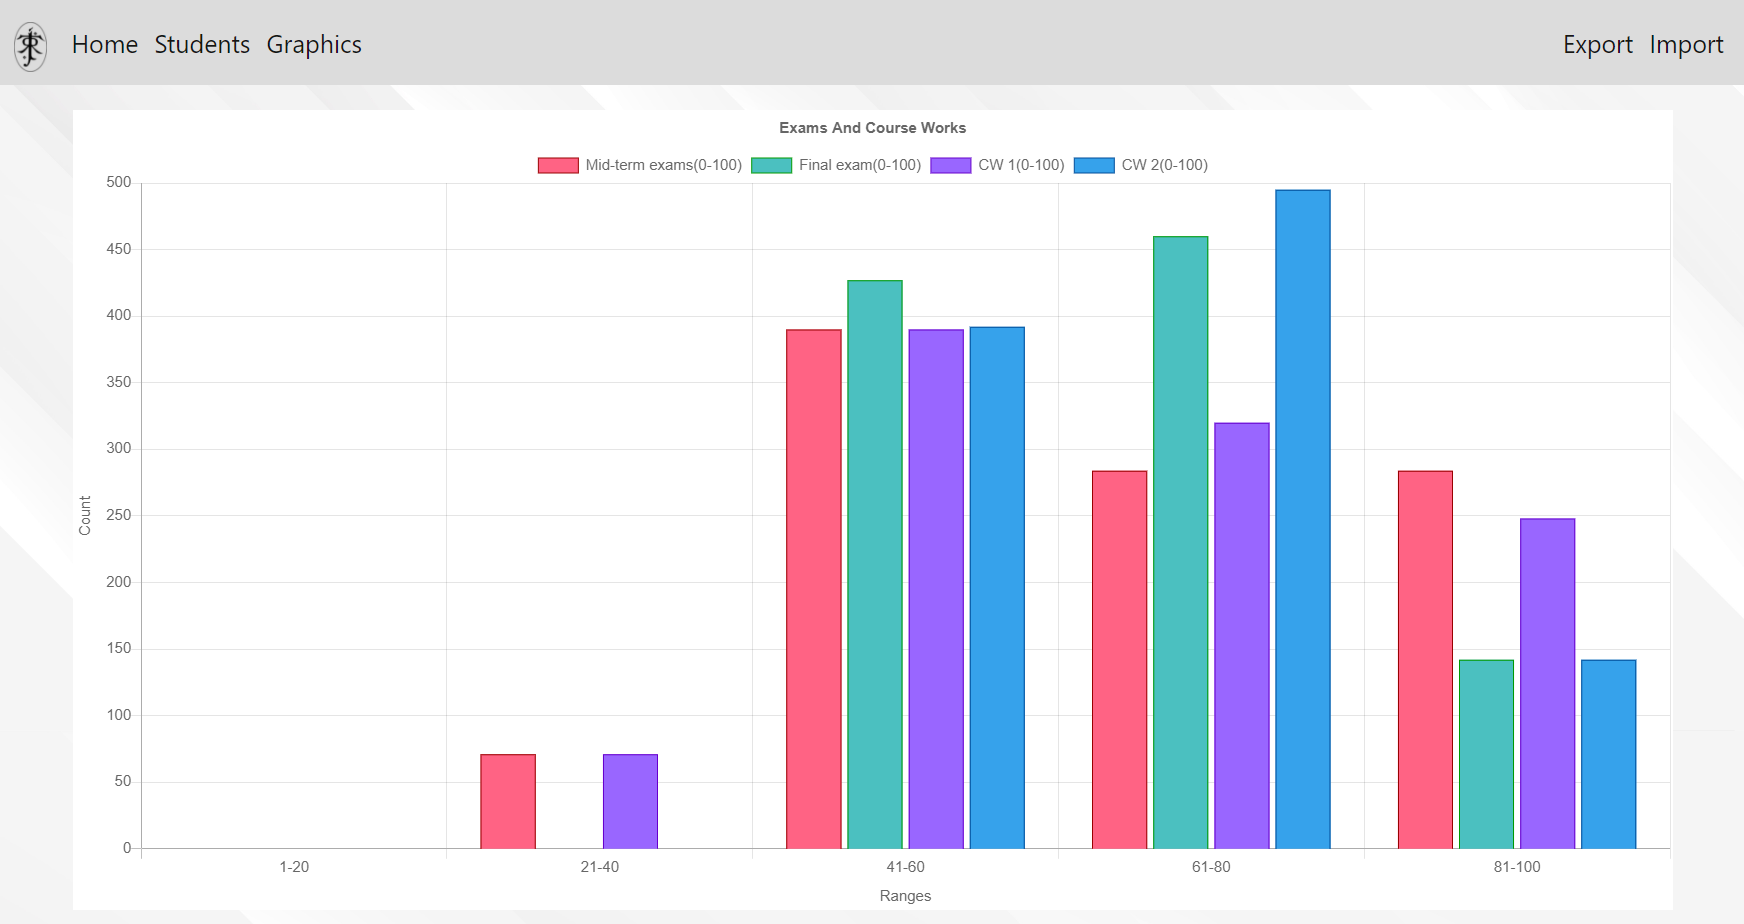 Home Students Graphics Export Import
Exams And Course Works
Mid-term exams(0-100) Final exam(0-100) CW 1(0-100) CW 2(0-100)
500
450
400
350
300
250
200
150
100
50
0
Count
1-20 21-40 41-60 61-80 81-100
Ranges